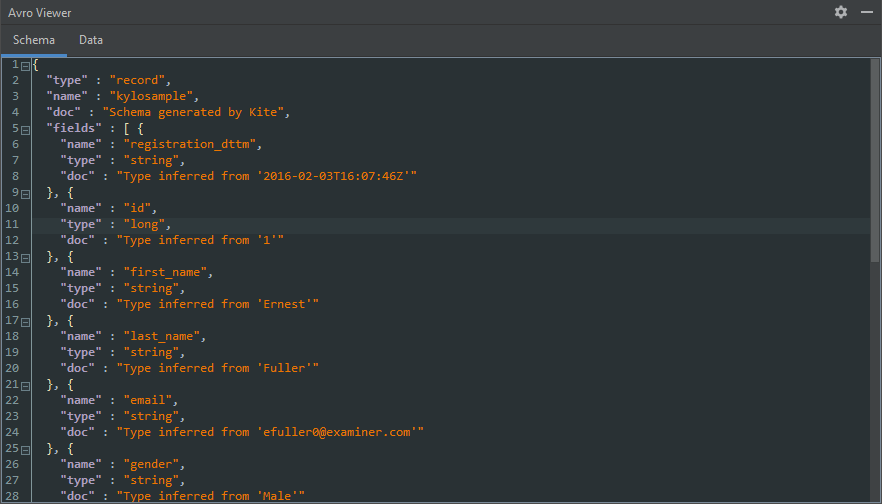 Avro Viewer
Schema Data
1 {
2 "type" : "record",
3 "name" : "kylosample",
4 "doc" : "Schema generated by Kite",
5 "fields" : [ {
6 "name" : "registration_dttm",
7 "type" : "string",
8 "doc" : "Type inferred from '2016-02-03T16:07:46Z'"
9 }, {
10 "name" : "id",
11 "type" : "long",
12 "doc" : "Type inferred from '1'"
13 }, {
14 "name" : "first_name",
15 "type" : "string",
16 "doc" : "Type inferred from 'Ernest'"
17 }, {
18 "name" : "last_name",
19 "type" : "string",
20 "doc" : "Type inferred from 'Fuller'"
21 }, {
22 "name" : "email",
23 "type" : "string",
24 "doc" : "Type inferred from 'efuller0@examiner.com'"
25 }, {
26 "name" : "gender",
27 "type" : "string",
28 "doc" : "Type inferred from 'Male'"